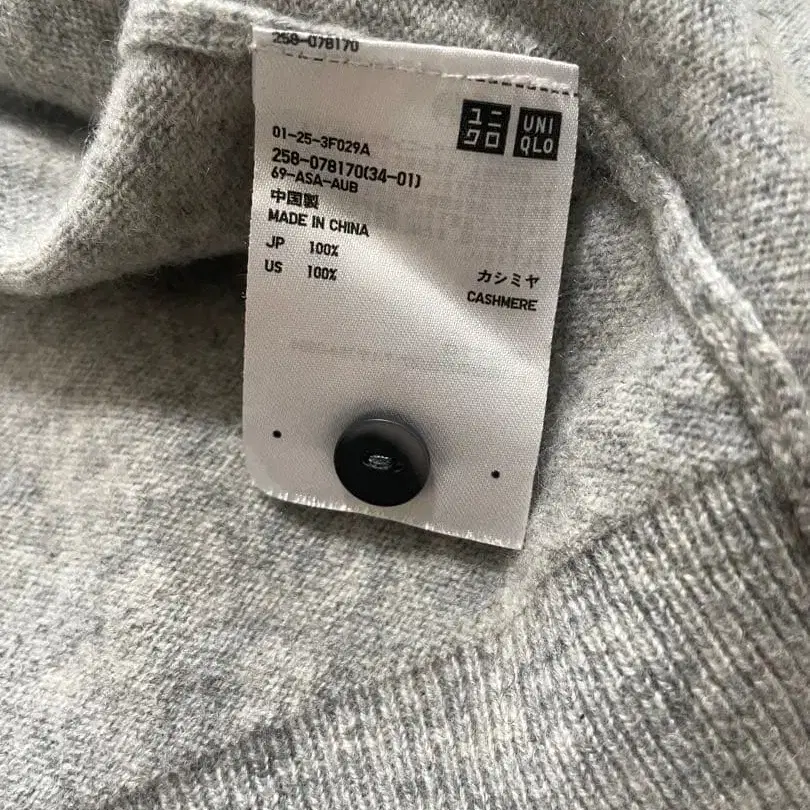 258-078170
ユニ
クロ
UNI
QLO
01-25-3F029A
258-078170(34-01)
69-ASA-AUB
中国製
MADE IN CHINA
JP 100%
カシミヤ
US 100%
CASHMERE